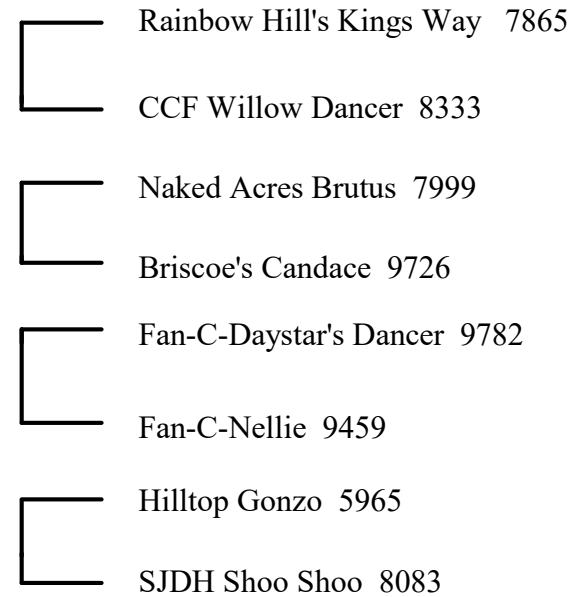 Rainbow Hill's Kings Way 7865
CCF Willow Dancer 8333
Naked Acres Brutus 7999
Briscoe's Candace 9726
Fan-C-Daystar's Dancer 9782
Fan-C-Nellie 9459
Hilltop Gonzo 5965
SJDH Shoo Shoo 8083